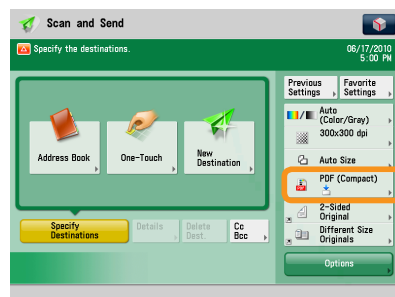 Scan and Send
Specify the destinations.
06/17/2010
5:00 PM
Previous
Settings
Favorite
Settings
Auto
(Color/Gray)
300x300 dpi
Address Book
One-Touch
New
Destination
Auto Size
PDF (Compact)
2-Sided
Original
Specify
Destinations
Details
Delete
Dest.
Cc
Bcc
Different Size
Originals
Options